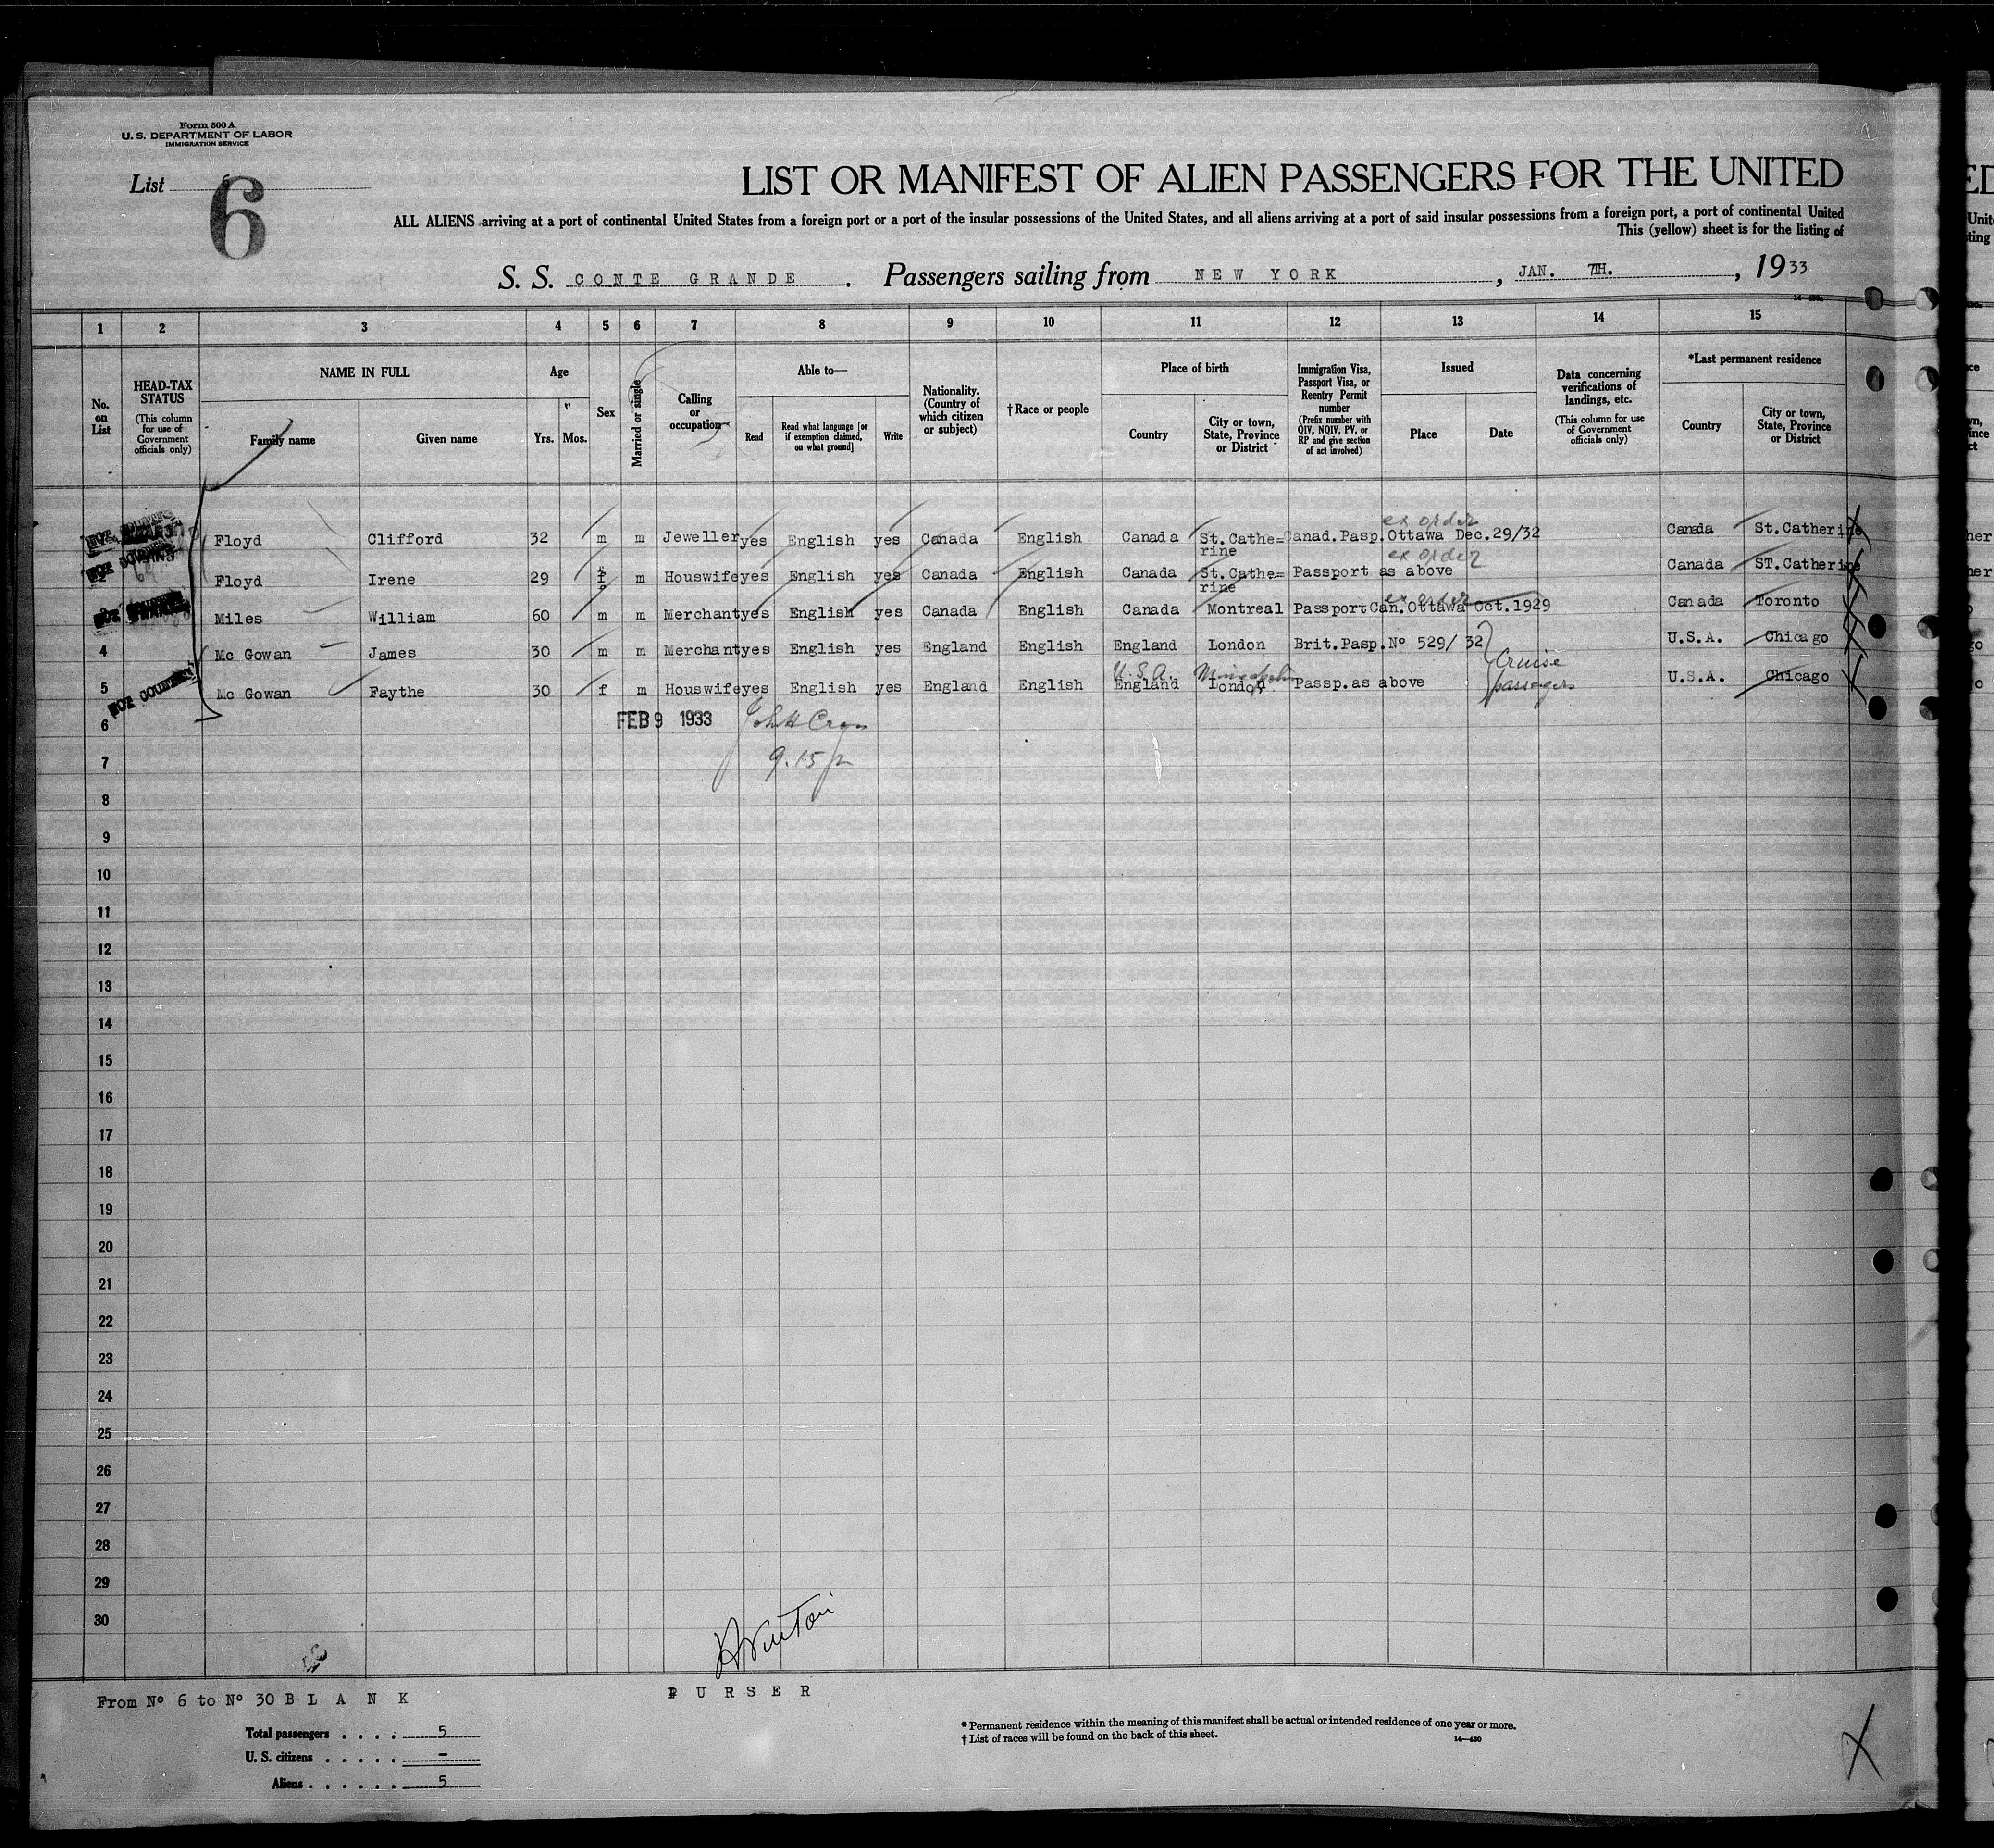 Form 500 A
U. S. DEPARTMENT OF LABOR
IMMIGRATION SERVICE
List 6
6
LIST OR MANIFEST OF ALIEN PASSENGERS FOR THE UNITED
ALL ALIENS arriving at a port of continental United States from a foreign port or a port of the insular possessions of the United States, and all aliens arriving at a port of said insular possessions from a foreign port, a port of continental United
This (yellow) sheet is for the listing of
S. S. CONTE GRANDE. Passengers sailing from NEW YORK, JAN. 7TH., 1933
1 2 3 4 5 6 7 8 9 10 11 12 13 14 15
No. on List
HEAD-TAX STATUS (This column for use of Government officials only)
NAME IN FULL
Family name Given name
Age
Yrs. Mos.
Sex
Married or single
Calling or occupation
Able to—
Read
Read what language [or if exemption claimed, on what ground]
Write
Nationality. (Country of which citizen or subject)
†Race or people
Place of birth
Country
City or town, State, Province or District
Immigration Visa, Passport Visa, or Reentry Permit number (Prefix number with QIV, NQIV, PV, or RP and give section of act involved)
Issued
Place Date
Data concerning verifications of landings, etc. (This column for use of Government officials only)
*Last permanent residence
Country
City or town, State, Province or District
ex order
Floyd Clifford 32 m m Jeweller yes English yes Canada English Canada St. Cathe=rine Canad. Pasp. Ottawa Dec. 29/32 Canada St. Catherine
ex order
Floyd Irene 29 f m Houswife yes English yes Canada English Canada St. Cathe=rine Passport as above Canada ST. Catherine
ex order
Miles William 60 m m Merchant yes English yes Canada English Canada Montreal Passport Can. Ottawa Oct. 1929 Canada Toronto
4 Mc Gowan James 30 m m Merchant yes English yes England English England London Brit. Pasp. Nº 529/32 U.S.A. Chicago
Cruise passengers
U.S.A.
5 Mc Gowan Faythe 30 f m Houswife yes English yes England English England London Passp. as above U.S.A. Chicago
NOT COUNTED
6 FEB 9 1933
7 9.15 p
8
9
10
11
12
13
14
15
16
17
18
19
20
21
22
23
24
25
26
27
28
29
30
From Nº 6 to Nº 30 BLANK
PURSER
Total passengers . . . . 5
U. S. citizens . . . . . –
Aliens . . . . . . 5
* Permanent residence within the meaning of this manifest shall be actual or intended residence of one year or more.
† List of races will be found on the back of this sheet.
14—430